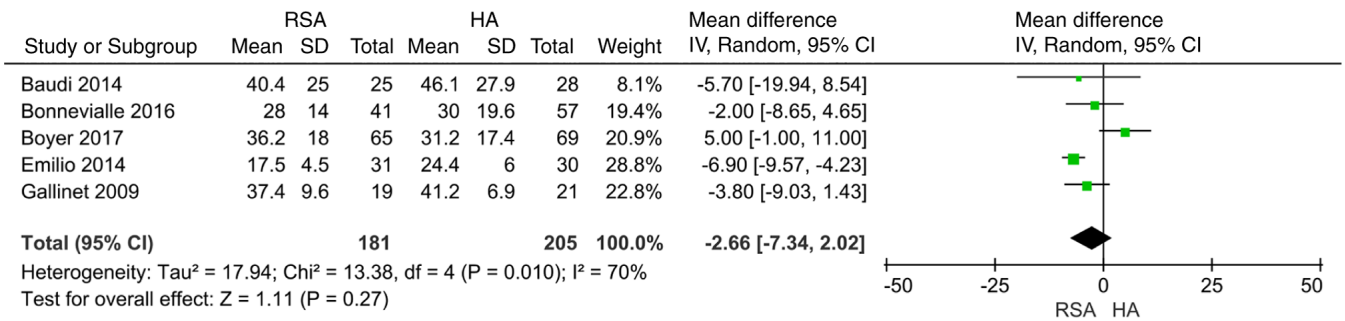 RSA HA Mean difference Mean difference
Study or Subgroup Mean SD Total Mean SD Total Weight IV, Random, 95% CI IV, Random, 95% CI
Baudi 2014 40.4 25 25 46.1 27.9 28 8.1% -5.70 [-19.94, 8.54]
Bonnevialle 2016 28 14 41 30 19.6 57 19.4% -2.00 [-8.65, 4.65]
Boyer 2017 36.2 18 65 31.2 17.4 69 20.9% 5.00 [-1.00, 11.00]
Emilio 2014 17.5 4.5 31 24.4 6 30 28.8% -6.90 [-9.57, -4.23]
Gallinet 2009 37.4 9.6 19 41.2 6.9 21 22.8% -3.80 [-9.03, 1.43]
Total (95% CI) 181 205 100.0% -2.66 [-7.34, 2.02]
Heterogeneity: Tau² = 17.94; Chi² = 13.38, df = 4 (P = 0.010); I² = 70%
Test for overall effect: Z = 1.11 (P = 0.27)
-50 -25 0 25 50
RSA HA